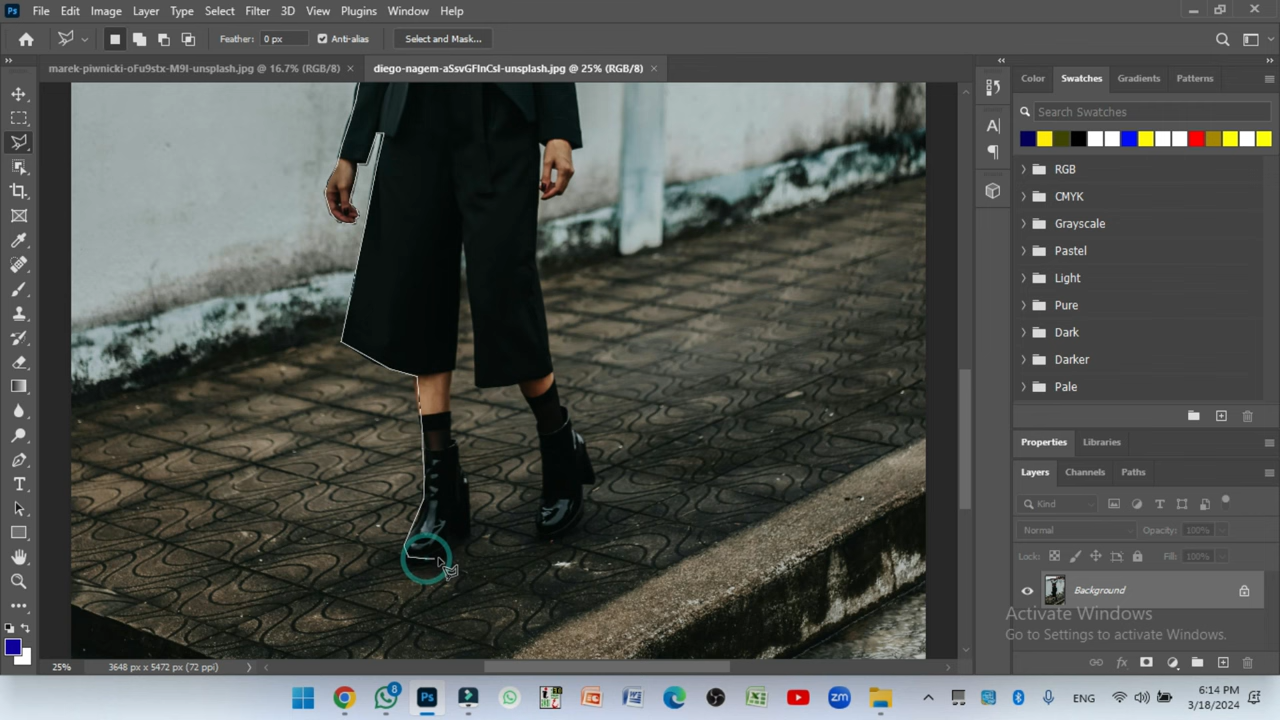 Ps File Edit Image Layer Type Select Filter 3D View Plugins Window Help
Feather: 0 px Anti-alias Select and Mask...
marek-piwnicki-oFu9stx-M9I-unsplash.jpg @ 16.7% (RGB/8) × diego-nagem-aSsvGFlnCsI-unsplash.jpg @ 25% (RGB/8) ×
Color Swatches Gradients Patterns
Search Swatches
RGB
CMYK
Grayscale
Pastel
Light
Pure
Dark
Darker
Pale
Properties Libraries
Layers Channels Paths
Kind
Normal Opacity: 100%
Lock: Fill: 100%
Background
Activate Windows
Go to Settings to activate Windows.
25% 3648 px x 5472 px (72 ppi)
8 Ps zm ENG 6:14 PM
3/18/2024